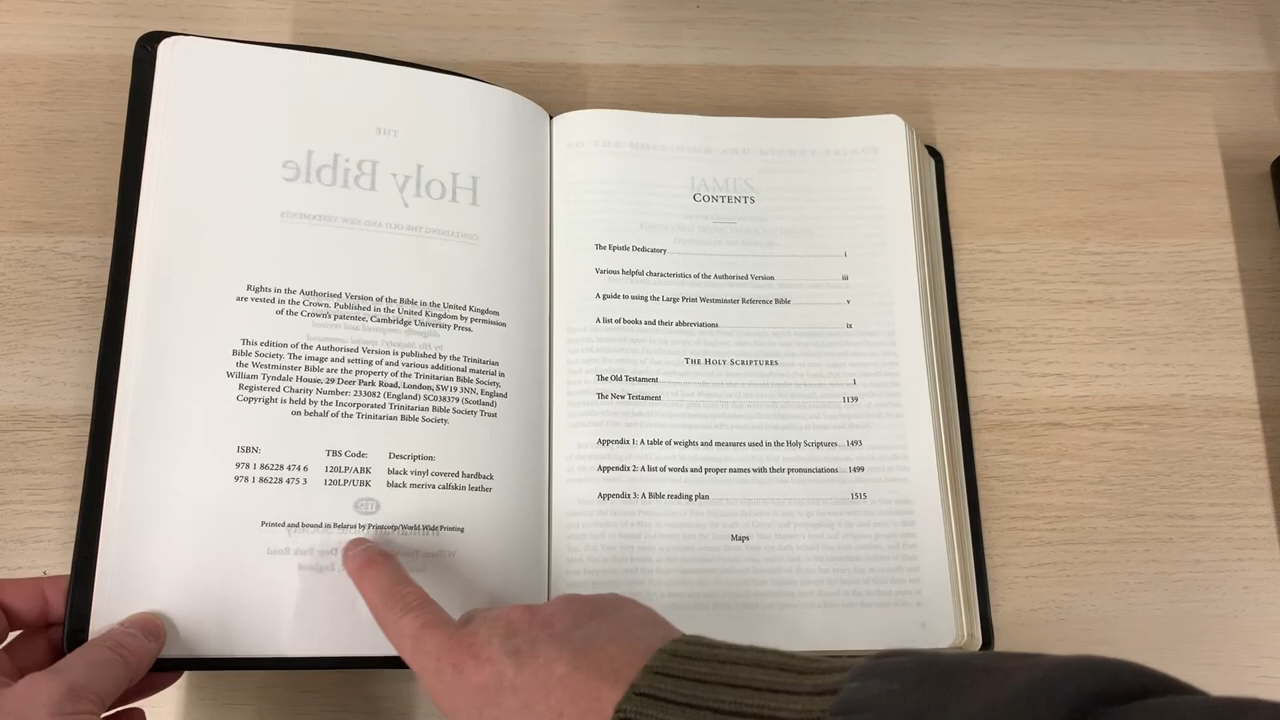 THE
Holy Bible
CONTAINING THE OLD AND NEW TESTAMENTS
Rights in the Authorised Version of the Bible in the United Kingdom
are vested in the Crown. Published in the United Kingdom by permission
of the Crown's patentee, Cambridge University Press.
This edition of the Authorised Version is published by the Trinitarian
Bible Society. The image and setting of and various additional material in
the Westminster Bible are the property of the Trinitarian Bible Society,
William Tyndale House, 29 Deer Park Road, London, SW19 3NN, England
Registered Charity Number: 233082 (England) SC038379 (Scotland)
Copyright is held by the Incorporated Trinitarian Bible Society Trust
on behalf of the Trinitarian Bible Society.
ISBN: TBS Code: Description:
978 1 86228 474 6 120LP/ABK black vinyl covered hardback
978 1 86228 475 3 120LP/UBK black meriva calfskin leather
Printed and bound in Belarus by Printcorp/World Wide Printing
JAMES,
CONTENTS
The Epistle Dedicatory i
Various helpful characteristics of the Authorised Version iii
A guide to using the Large Print Westminster Reference Bible v
A list of books and their abbreviations ix
THE HOLY SCRIPTURES
The Old Testament 1
The New Testament 1139
Appendix 1: A table of weights and measures used in the Holy Scriptures 1493
Appendix 2: A list of words and proper names with their pronunciations 1499
Appendix 3: A Bible reading plan 1515
Maps